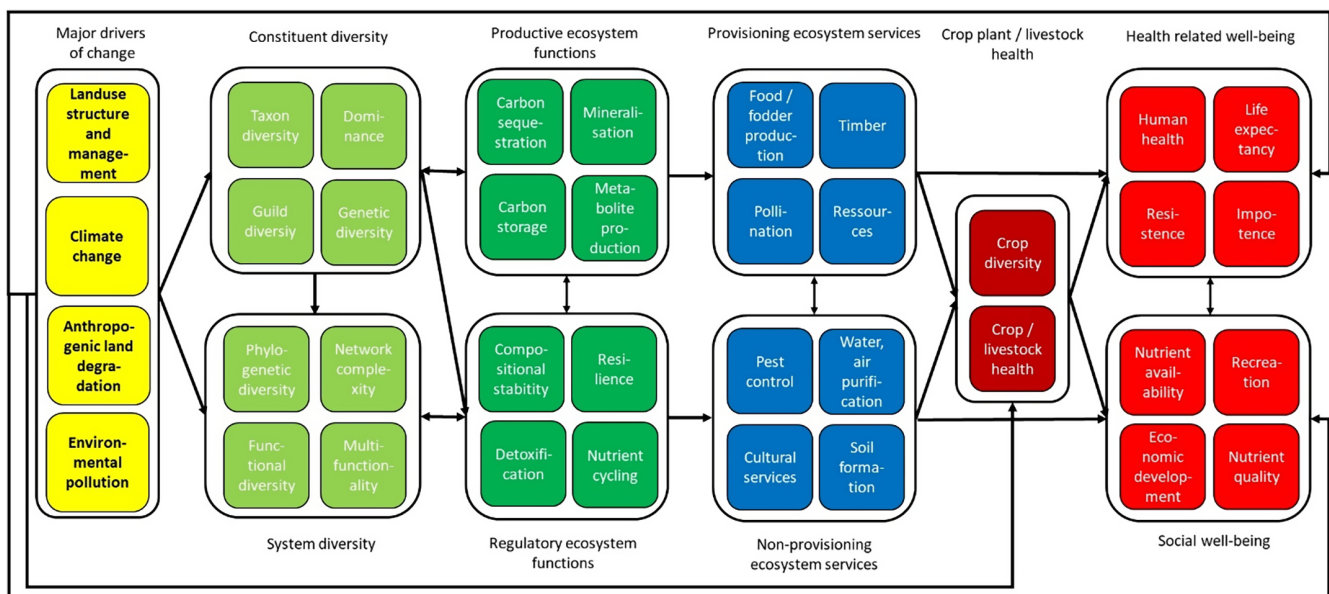 Major drivers
of change
Constituent diversity
Productive ecosystem
functions
Provisioning ecosystem services
Crop plant / livestock
health
Health related well-being
Landuse
structure
and
manage-
ment
Climate
change
Anthropo-
genic land
degra-
dation
Environ-
mental
pollution
Taxon
diversity
Domi-
nance
Guild
diversiy
Genetic
diversity
Phylo-
genetic
diversity
Network
comple-
xity
Func-
tional
diversity
Multi-
function-
ality
System diversity
Carbon
seque-
stration
Minerali-
sation
Carbon
storage
Meta-
bolite
pro-
duction
Compo-
sitional
stabitity
Resi-
lience
Detoxifi-
cation
Nutrient
cycling
Regulatory ecosystem
functions
Food /
fodder
produc-
tion
Timber
Polli-
nation
Ressour-
ces
Pest
control
Water,
air
purifi-
cation
Cultural
services
Soil
forma-
tion
Non-provisioning
ecosystem services
Crop
diversity
Crop /
livestock
health
Human
health
Life
expec-
tancy
Resi-
stence
Impo-
tence
Nutrient
avail-
ability
Recrea-
tion
Eco-
nomic
develop-
ment
Nutrient
quality
Social well-being